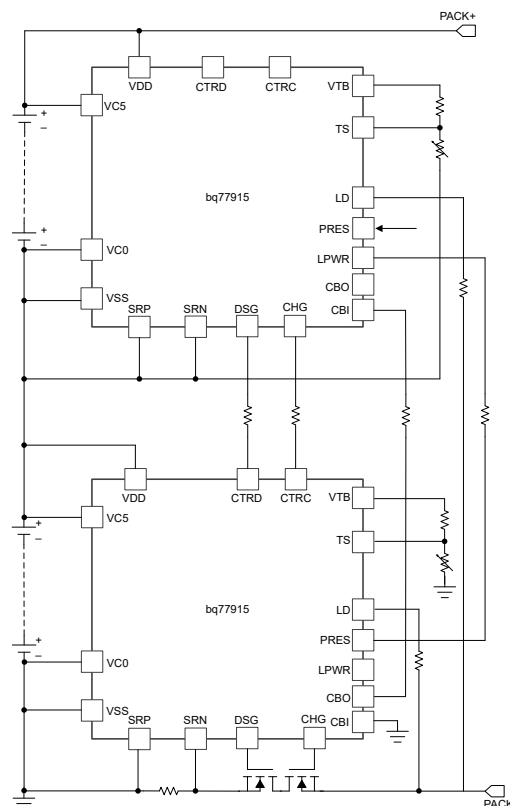 PACK+
VDD
CTRD
CTRC
VTB
VC5
+
–
TS
bq77915
LD
PRES
+
–
VC0
LPWR
CBO
VSS
CBI
SRP
SRN
DSG
CHG
VDD
CTRD
CTRC
VTB
VC5
+
–
TS
bq77915
LD
PRES
+
–
VC0
LPWR
CBO
VSS
SRP
SRN
DSG
CHG
CBI
PACK